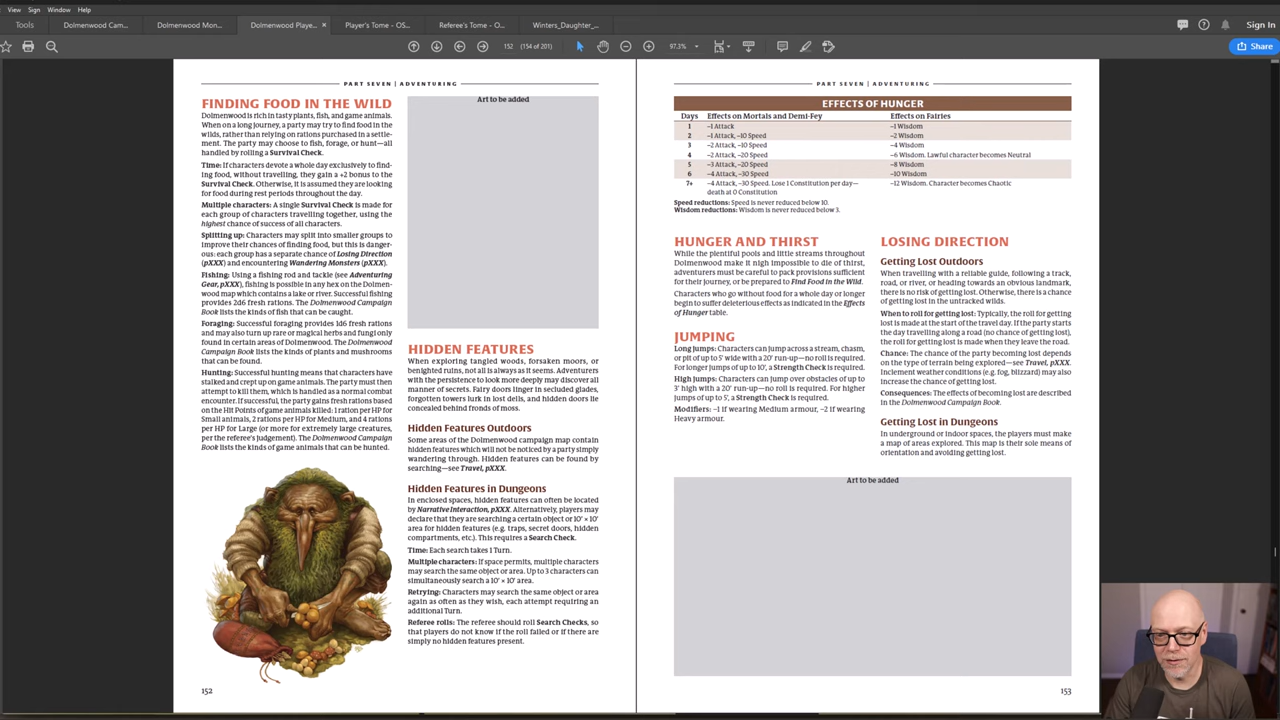 View Sign Window Help
Tools Dolmenwood Cam... Dolmenwood Mon... Dolmenwood Playe... × Player's Tome - OS... Referee's Tome - O... Winters_Daughter_... Sign In
152 (154 of 201) 97.3% Share
PART SEVEN | ADVENTURING
FINDING FOOD IN THE WILD
Dolmenwood is rich in tasty plants, fish, and game animals.
When on a long journey, a party may try to find food in the
wilds, rather than relying on rations purchased in a settle-
ment. The party may choose to fish, forage, or hunt—all
handled by rolling a Survival Check.
Time: If characters devote a whole day exclusively to find-
ing food, without travelling, they gain a +2 bonus to the
Survival Check. Otherwise, it is assumed they are looking
for food during rest periods throughout the day.
Multiple characters: A single Survival Check is made for
each group of characters travelling together, using the
highest chance of success of all characters.
Splitting up: Characters may split into smaller groups to
improve their chances of finding food, but this is danger-
ous: each group has a separate chance of Losing Direction
(pXXX) and encountering Wandering Monsters (pXXX).
Fishing: Using a fishing rod and tackle (see Adventuring
Gear, pXXX), fishing is possible in any hex on the Dolmen-
wood map which contains a lake or river. Successful fishing
provides 2d6 fresh rations. The Dolmenwood Campaign
Book lists the kinds of fish that can be caught.
Foraging: Successful foraging provides 1d6 fresh rations
and may also turn up rare or magical herbs and fungi only
found in certain areas of Dolmenwood. The Dolmenwood
Campaign Book lists the kinds of plants and mushrooms
that can be found.
Hunting: Successful hunting means that characters have
stalked and crept up on game animals. The party must then
attempt to kill it, which is handled as a normal combat
encounter. If successful, the party gains fresh rations based
on the Hit Points of game animals killed: 1 ration per HP for
Small animals, 2 rations per HP for Medium, and 4 rations
per HP for Large (or more for extremely large creatures,
per the referee's judgement). The Dolmenwood Campaign
Book lists the kinds of game animals that can be hunted.
Art to be added
HIDDEN FEATURES
When exploring tangled woods, forsaken moors, or
benighted ruins, not all is always as it seems. Adventurers
with the persistence to look more deeply may discover all
manner of secrets. Fairy doors linger in secluded glades,
forgotten towers lurk in lost dells, and hidden doors lie
concealed behind fronds of moss.
Hidden Features Outdoors
Some areas of the Dolmenwood campaign map contain
hidden features which will not be noticed by a party simply
wandering through. Hidden features can be found by
searching—see Travel, pXXX.
Hidden Features in Dungeons
In enclosed spaces, hidden features can often be located
by Narrative Interaction, pXXX. Alternatively, players may
declare that they are searching a certain object or 10′ × 10′
area for hidden features (e.g. traps, secret doors, hidden
compartments, etc.). This requires a Search Check.
Time: Each search takes 1 Turn.
Multiple characters: If space permits, multiple characters
may search the same object or area. Up to 3 characters can
simultaneously search a 10′ × 10′ area.
Retrying: Characters may search the same object or area
again as often as they wish, each attempt requiring an
additional Turn.
Referee rolls: The referee should roll Search Checks, so
that players do not know if the roll failed or if there are
simply no hidden features present.
152
PART SEVEN | ADVENTURING
EFFECTS OF HUNGER
Days Effects on Mortals and Demi-Fey Effects on Fairies
1 –1 Attack –1 Wisdom
2 –1 Attack, –10 Speed –2 Wisdom
3 –2 Attack, –10 Speed –4 Wisdom
4 –2 Attack, –20 Speed –6 Wisdom. Lawful character becomes Neutral
5 –3 Attack, –20 Speed –8 Wisdom
6 –4 Attack, –30 Speed –10 Wisdom
7+ –4 Attack, –30 Speed. Lose 1 Constitution per day— –12 Wisdom. Character becomes Chaotic
death at 0 Constitution
Speed reductions: Speed is never reduced below 10.
Wisdom reductions: Wisdom is never reduced below 3.
HUNGER AND THIRST
While the plentiful pools and little streams throughout
Dolmenwood make it nigh impossible to die of thirst,
adventurers must be careful to pack provisions sufficient
for their journey, or be prepared to Find Food in the Wild.
Characters who go without food for a whole day or longer
begin to suffer deleterious effects as indicated in the Effects
of Hunger table.
JUMPING
Long jumps: Characters can jump across a stream, chasm,
or pit of up to 5′ wide with a 20′ run-up—no roll is required.
For longer jumps of up to 10′, a Strength Check is required.
High jumps: Characters can jump over obstacles of up to
3′ high with a 20′ run-up—no roll is required. For higher
jumps of up to 5′, a Strength Check is required.
Modifiers: –1 if wearing Medium armour, –2 if wearing
Heavy armour.
LOSING DIRECTION
Getting Lost Outdoors
When travelling with a reliable guide, following a track,
road, or river, or heading towards an obvious landmark,
there is no risk of getting lost. Otherwise, there is a chance
of getting lost in the untracked wilds.
When to roll for getting lost: Typically, the roll for getting
lost is made at the start of the travel day. If the party starts
the day travelling along a road (no chance of getting lost),
the roll for getting lost is made when they leave the road.
Chance: The chance of the party becoming lost depends
on the type of terrain being explored—see Travel, pXXX.
Inclement weather conditions (e.g. fog, blizzard) may also
increase the chance of getting lost.
Consequences: The effects of becoming lost are described
in the Dolmenwood Campaign Book.
Getting Lost in Dungeons
In underground or indoor spaces, the players must make
a map of areas explored. This map is their sole means of
orientation and avoiding getting lost.
Art to be added
153